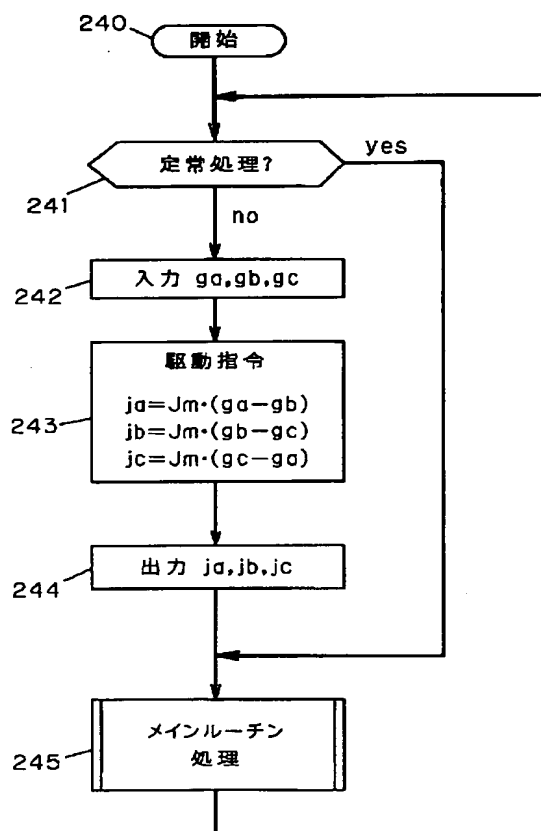 240
開始
定常処理?
yes
241
no
242
入力 ga,gb,gc
駆動指令
243
ja=Jm·(ga−gb)
jb=Jm·(gb−gc)
jc=Jm·(gc−ga)
244
出力 ja,jb,jc
245
メインルーチン
処理